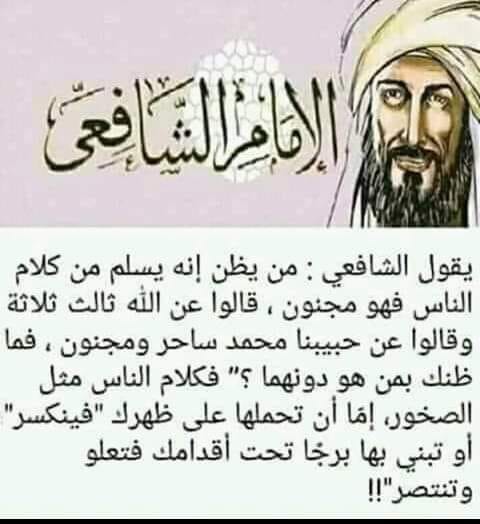 الإمام الشافعي
يقول الشافعي : من يظن إنه يسلم من كلام
الناس فهو مجنون ، قالوا عن الله ثالث ثلاثة
وقالوا عن حبيبنا محمد ساحر ومجنون ، فما
ظنك بمن هو دونهما ؟" فكلام الناس مثل
الصخور، إمّا أن تحملها على ظهرك "فينكسر"
أو تبني بها برجًا تحت أقدامك فتعلو
وتنتصر"!!